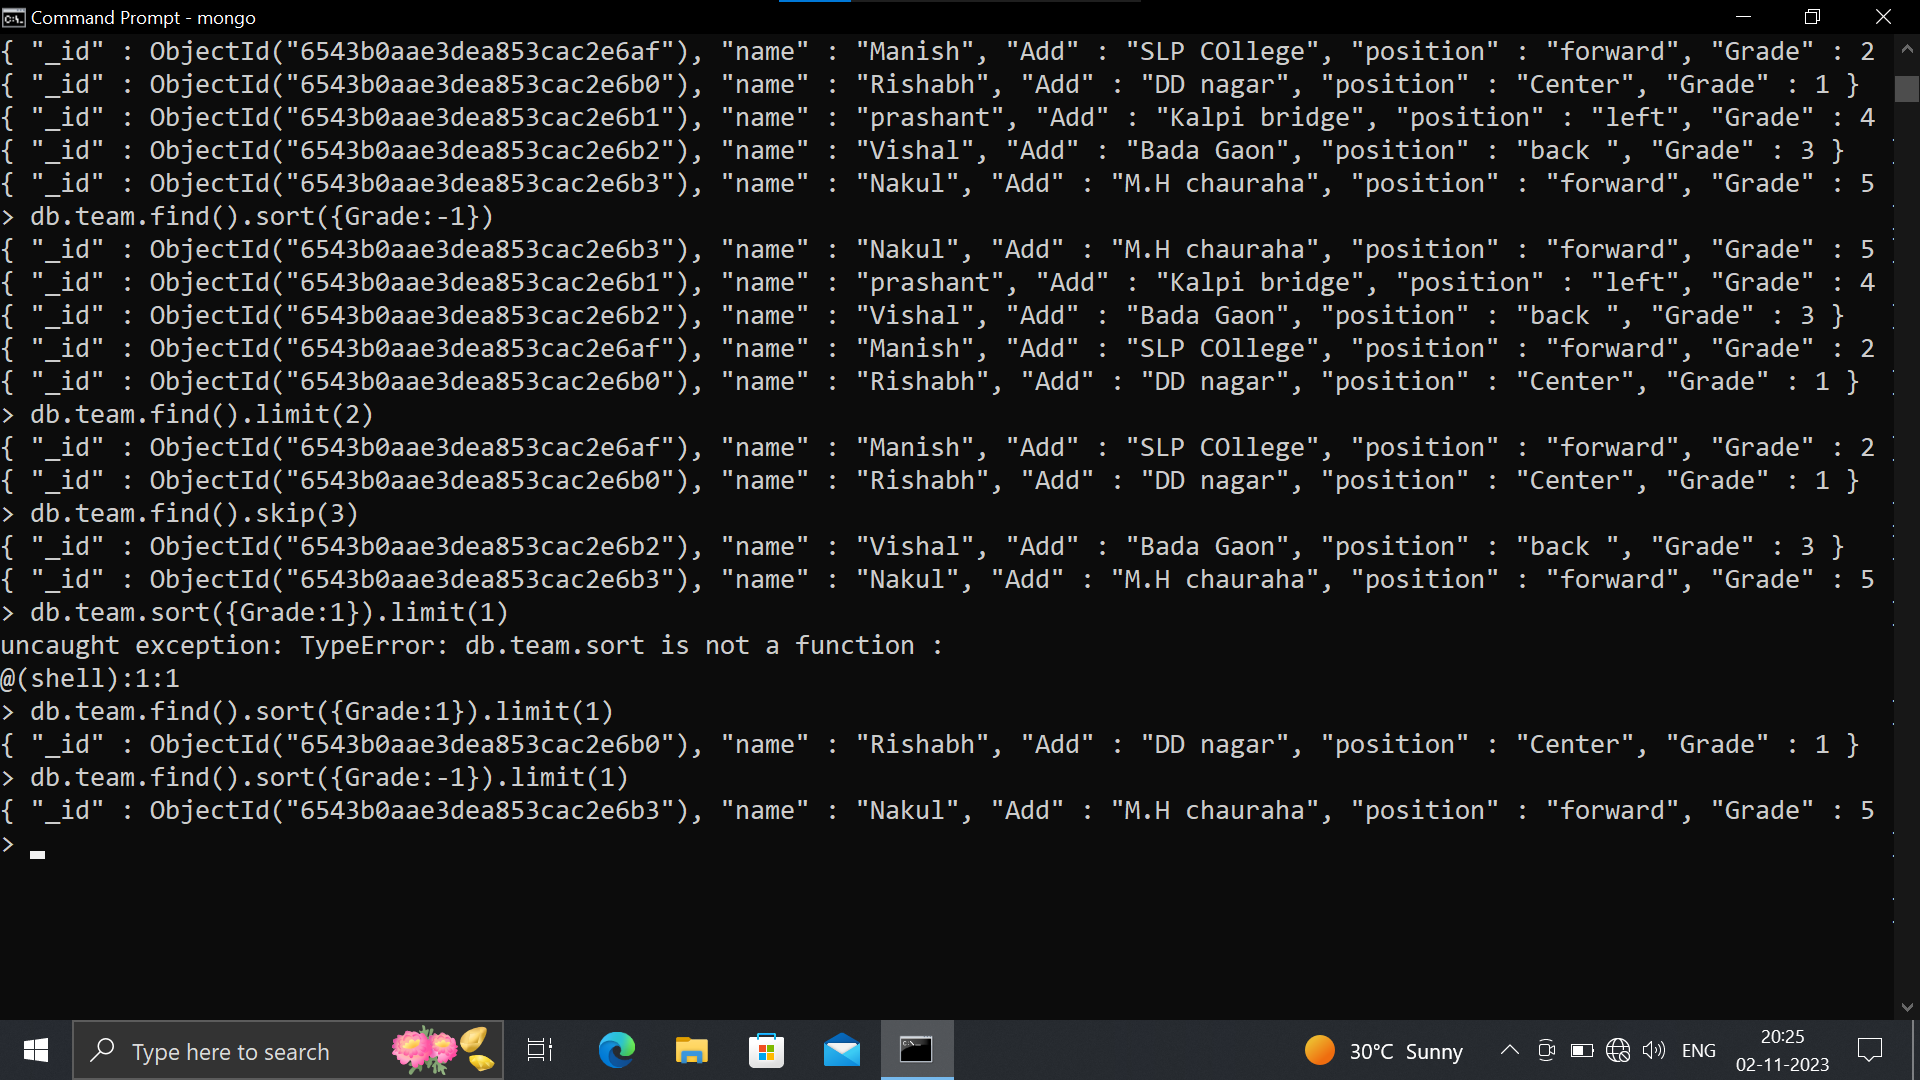 Command Prompt - mongo
{ "_id" : ObjectId("6543b0aae3dea853cac2e6af"), "name" : "Manish", "Add" : "SLP COllege", "position" : "forward", "Grade" : 2
{ "_id" : ObjectId("6543b0aae3dea853cac2e6b0"), "name" : "Rishabh", "Add" : "DD nagar", "position" : "Center", "Grade" : 1 }
{ "_id" : ObjectId("6543b0aae3dea853cac2e6b1"), "name" : "prashant", "Add" : "Kalpi bridge", "position" : "left", "Grade" : 4
{ "_id" : ObjectId("6543b0aae3dea853cac2e6b2"), "name" : "Vishal", "Add" : "Bada Gaon", "position" : "back ", "Grade" : 3 }
{ "_id" : ObjectId("6543b0aae3dea853cac2e6b3"), "name" : "Nakul", "Add" : "M.H chauraha", "position" : "forward", "Grade" : 5
> db.team.find().sort({Grade:-1})
{ "_id" : ObjectId("6543b0aae3dea853cac2e6b3"), "name" : "Nakul", "Add" : "M.H chauraha", "position" : "forward", "Grade" : 5
{ "_id" : ObjectId("6543b0aae3dea853cac2e6b1"), "name" : "prashant", "Add" : "Kalpi bridge", "position" : "left", "Grade" : 4
{ "_id" : ObjectId("6543b0aae3dea853cac2e6b2"), "name" : "Vishal", "Add" : "Bada Gaon", "position" : "back ", "Grade" : 3 }
{ "_id" : ObjectId("6543b0aae3dea853cac2e6af"), "name" : "Manish", "Add" : "SLP COllege", "position" : "forward", "Grade" : 2
{ "_id" : ObjectId("6543b0aae3dea853cac2e6b0"), "name" : "Rishabh", "Add" : "DD nagar", "position" : "Center", "Grade" : 1 }
> db.team.find().limit(2)
{ "_id" : ObjectId("6543b0aae3dea853cac2e6af"), "name" : "Manish", "Add" : "SLP COllege", "position" : "forward", "Grade" : 2
{ "_id" : ObjectId("6543b0aae3dea853cac2e6b0"), "name" : "Rishabh", "Add" : "DD nagar", "position" : "Center", "Grade" : 1 }
> db.team.find().skip(3)
{ "_id" : ObjectId("6543b0aae3dea853cac2e6b2"), "name" : "Vishal", "Add" : "Bada Gaon", "position" : "back ", "Grade" : 3 }
{ "_id" : ObjectId("6543b0aae3dea853cac2e6b3"), "name" : "Nakul", "Add" : "M.H chauraha", "position" : "forward", "Grade" : 5
> db.team.sort({Grade:1}).limit(1)
uncaught exception: TypeError: db.team.sort is not a function :
@(shell):1:1
> db.team.find().sort({Grade:1}).limit(1)
{ "_id" : ObjectId("6543b0aae3dea853cac2e6b0"), "name" : "Rishabh", "Add" : "DD nagar", "position" : "Center", "Grade" : 1 }
> db.team.find().sort({Grade:-1}).limit(1)
{ "_id" : ObjectId("6543b0aae3dea853cac2e6b3"), "name" : "Nakul", "Add" : "M.H chauraha", "position" : "forward", "Grade" : 5
>
Type here to search
30°C Sunny
ENG
20:25
02-11-2023